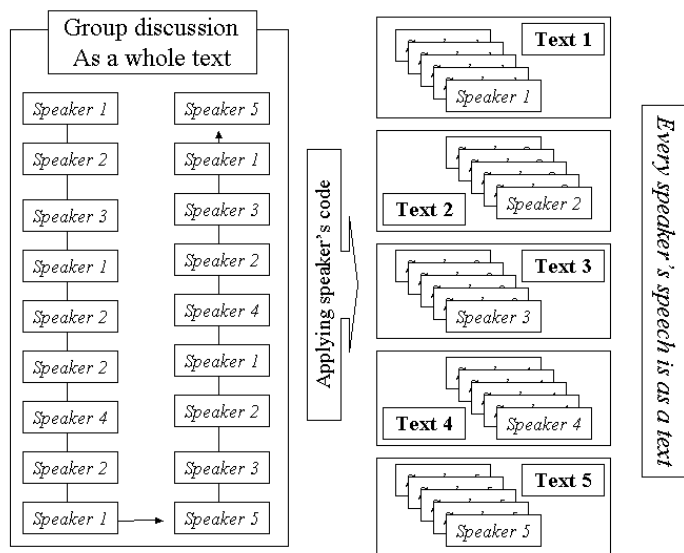 Group discussion
As a whole text
Speaker 1
Speaker 2
Speaker 3
Speaker 1
Speaker 2
Speaker 2
Speaker 4
Speaker 2
Speaker 1
Speaker 5
Speaker 1
Speaker 3
Speaker 2
Speaker 4
Speaker 1
Speaker 2
Speaker 3
Speaker 5
Applying speaker's code
Text 1
Speaker 1
Text 2
Speaker 2
Text 3
Speaker 3
Text 4
Speaker 4
Text 5
Speaker 5
Every speaker's speech is as a text